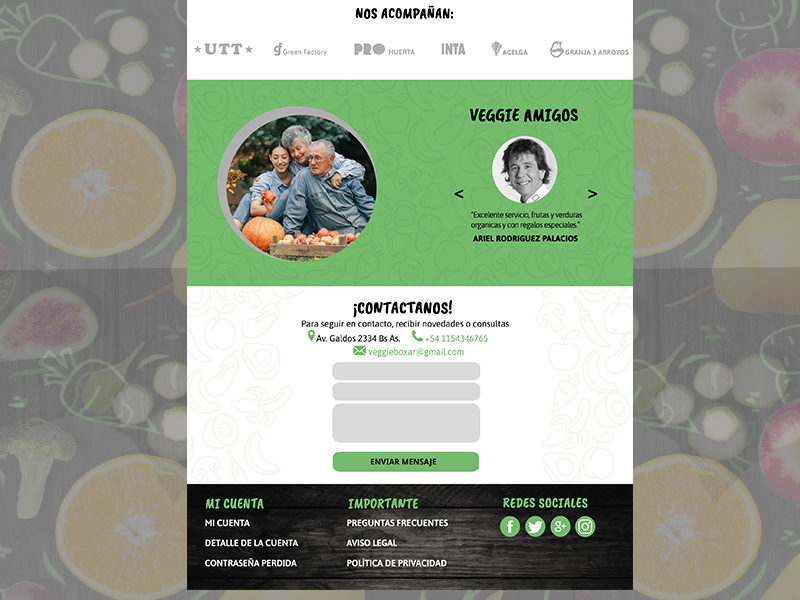 NOS ACOMPAÑAN:
UTT
Green Factory
PRO HUERTA
INTA
ACELGA
GRANJA 3 ARROYOS
VEGGIE AMIGOS
<
>
"Excelente servicio, frutas y verduras
organicas y con regalos especiales."
ARIEL RODRIGUEZ PALACIOS
¡CONTACTANOS!
Para seguir en contacto, recibir novedades o consultas
Av. Galdos 2334 Bs As.
+54 1154346765
veggieboxar@gmail.com
ENVIAR MENSAJE
MI CUENTA
MI CUENTA
DETALLE DE LA CUENTA
CONTRASEÑA PERDIDA
IMPORTANTE
PREGUNTAS FRECUENTES
AVISO LEGAL
POLÍTICA DE PRIVACIDAD
REDES SOCIALES